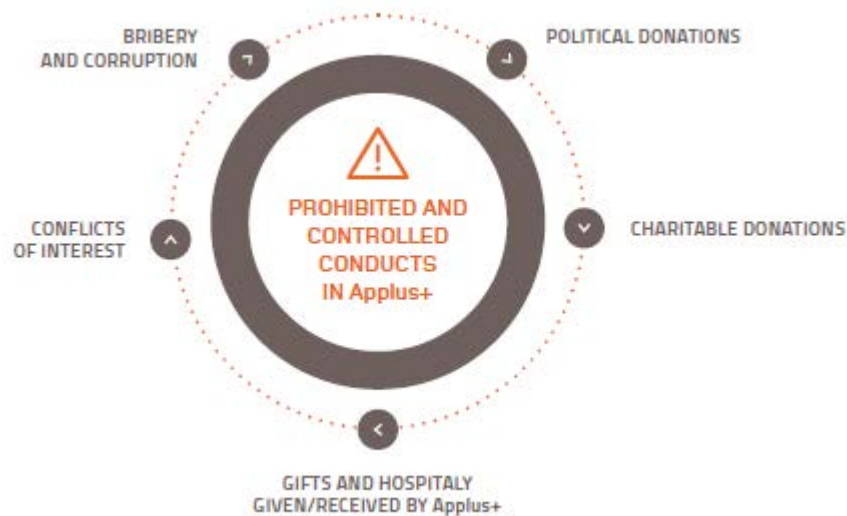 BRIBERY
AND CORRUPTION
POLITICAL DONATIONS
PROHIBITED AND
CONTROLLED
CONDUCTS
IN Applus+
CONFLICTS
OF INTEREST
CHARITABLE DONATIONS
GIFTS AND HOSPITALY
GIVEN/RECEIVED BY Applus+